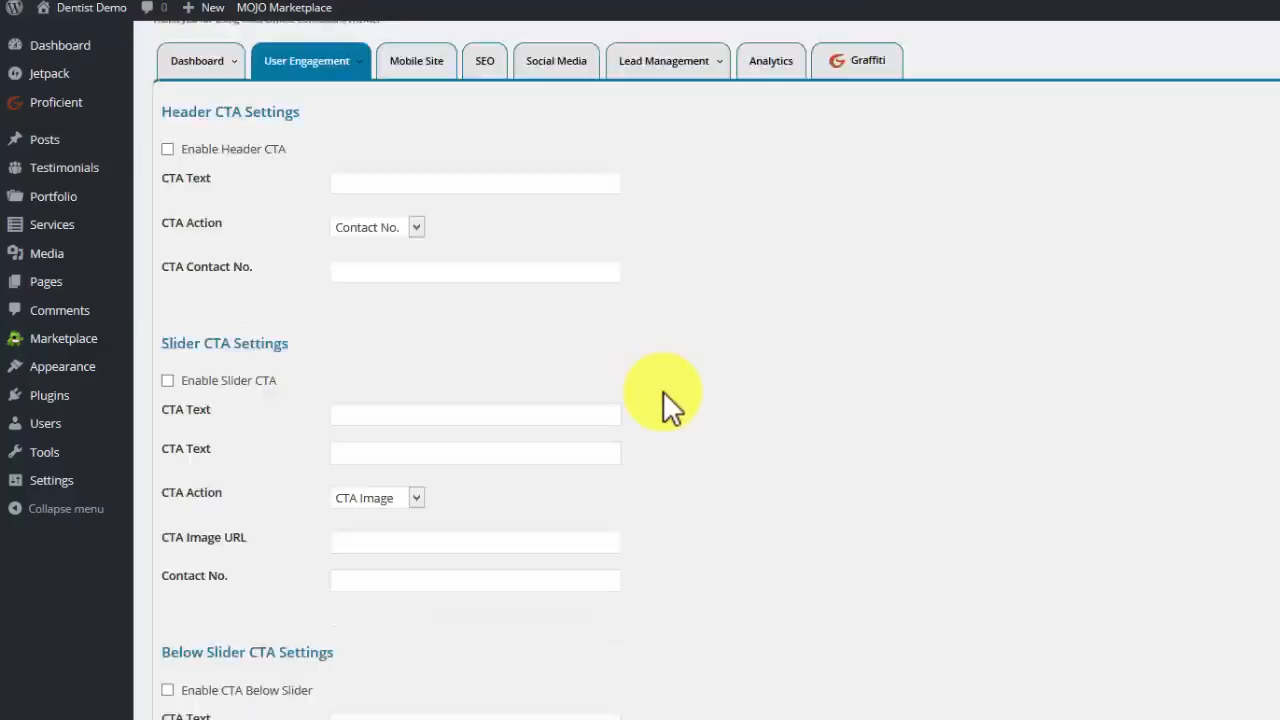 Dentist Demo 0 New MOJO Marketplace
Dashboard
Jetpack
Proficient
Posts
Testimonials
Portfolio
Services
Media
Pages
Comments
Marketplace
Appearance
Plugins
Users
Tools
Settings
Collapse menu
Dashboard User Engagement Mobile Site SEO Social Media Lead Management Analytics Graffiti
Header CTA Settings
Enable Header CTA
CTA Text
CTA Action Contact No.
CTA Contact No.
Slider CTA Settings
Enable Slider CTA
CTA Text
CTA Text
CTA Action CTA Image
CTA Image URL
Contact No.
Below Slider CTA Settings
Enable CTA Below Slider
CTA Text